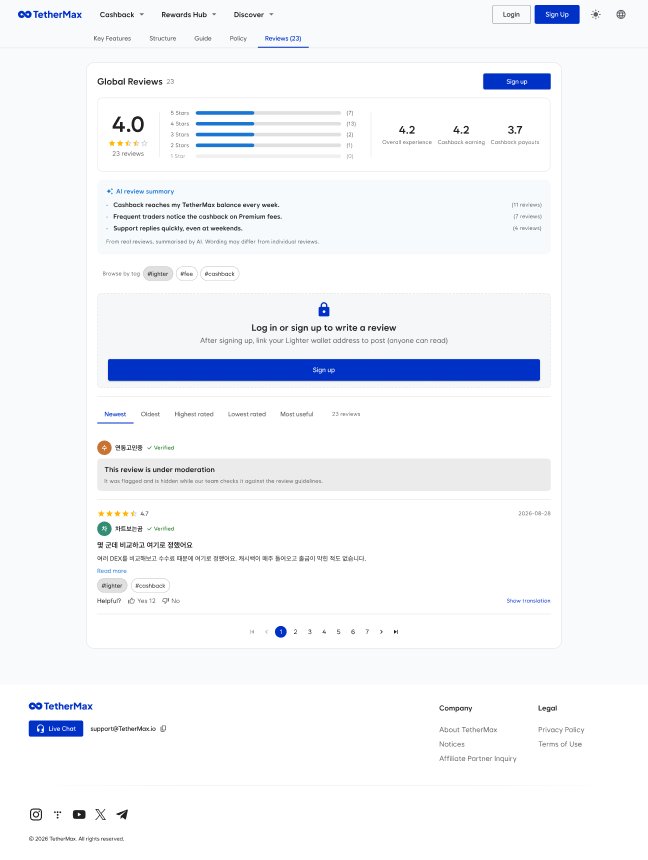 TetherMax Cashback Rewards Hub Discover Login Sign Up
Key Features Structure Guide Policy Reviews (23)
Global Reviews 23 Sign up
4.0
23 reviews
5 Stars (7)
4 Stars (13)
3 Stars (2)
2 Stars (1)
1 Star (0)
4.2 4.2 3.7
Overall experience Cashback earning Cashback payouts
AI review summary
· Cashback reaches my TetherMax balance every week. (11 reviews)
· Frequent traders notice the cashback on Premium fees. (7 reviews)
· Support replies quickly, even at weekends. (4 reviews)
From real reviews, summarised by AI. Wording may differ from individual reviews.
Browse by tag #lighter #fee #cashback
Log in or sign up to write a review
After signing up, link your Lighter wallet address to post (anyone can read)
Sign up
Newest Oldest Highest rated Lowest rated Most useful 23 reviews
수 연동고민중 Verified
This review is under moderation
It was flagged and is hidden while our team checks it against the review guidelines.
4.7 2026-08-28
차 차트보는곰 Verified
몇 군데 비교하고 여기로 정했어요
여러 DEX를 비교해보고 수수료 때문에 여기로 정했어요. 캐시백이 매주 들어오고 출금이 막힌 적도 없습니다.
Read more
#lighter #cashback
Helpful? Yes 12 No Show translation
1 2 3 4 5 6 7
TetherMax
Live Chat support@TetherMax.io
Company Legal
About TetherMax Privacy Policy
Notices Terms of Use
Affiliate Partner Inquiry
© 2026 TetherMax. All rights reserved.